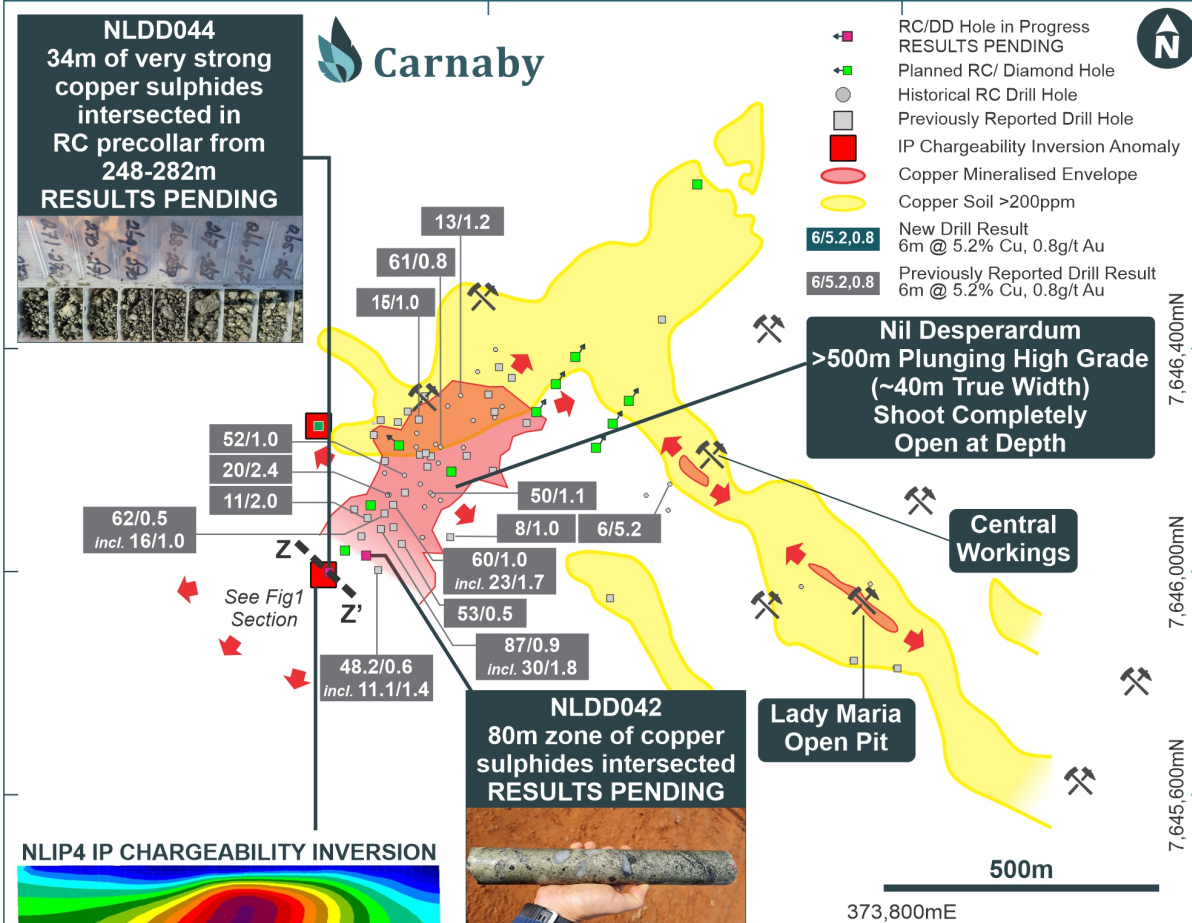 NLDD044
34m of very strong
copper sulphides
intersected in
RC precollar from
248-282m
RESULTS PENDING
Carnaby
RC/DD Hole in Progress
RESULTS PENDING
Planned RC/ Diamond Hole
Historical RC Drill Hole
Previously Reported Drill Hole
IP Chargeability Inversion Anomaly
Copper Mineralised Envelope
Copper Soil >200ppm
6/5.2,0.8
New Drill Result
6m @ 5.2% Cu, 0.8g/t Au
6/5.2,0.8
Previously Reported Drill Result
6m @ 5.2% Cu, 0.8g/t Au
N
13/1.2
61/0.8
15/1.0
Nil Desperardum
>500m Plunging High Grade
(~40m True Width)
Shoot Completely
Open at Depth
7,646,400mN
52/1.0
20/2.4
11/2.0
62/0.5
incl. 16/1.0
50/1.1
8/1.0
6/5.2
60/1.0
incl. 23/1.7
53/0.5
87/0.9
incl. 30/1.8
48.2/0.6
incl. 11.1/1.4
Z
Z'
See Fig1
Section
Central
Workings
7,646,000mN
Lady Maria
Open Pit
NLDD042
80m zone of copper
sulphides intersected
RESULTS PENDING
7,645,600mN
NLIP4 IP CHARGEABILITY INVERSION
500m
373,800mE